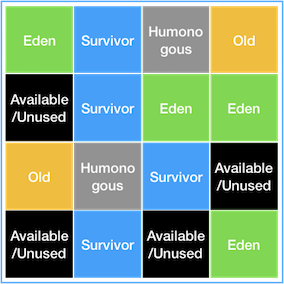 Eden
Survivor
Humono
gous
Old
Available
/Unused
Survivor
Eden
Eden
Old
Humono
gous
Survivor
Available
/Unused
Available
/Unused
Survivor
Available
/Unused
Eden